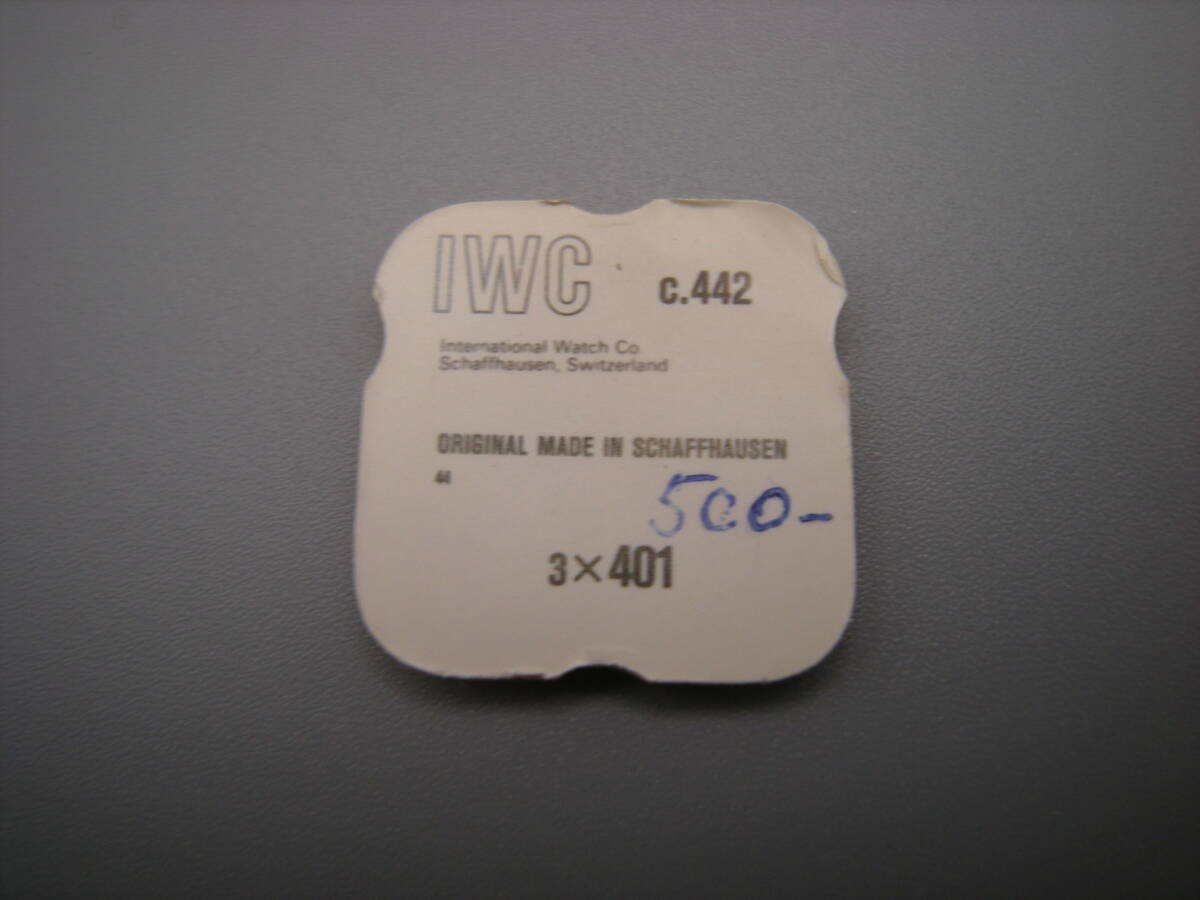 IWC c.442
International Watch Co
Schaffhausen, Switzerland
ORIGINAL MADE IN SCHAFFHAUSEN
44
500-
3×401